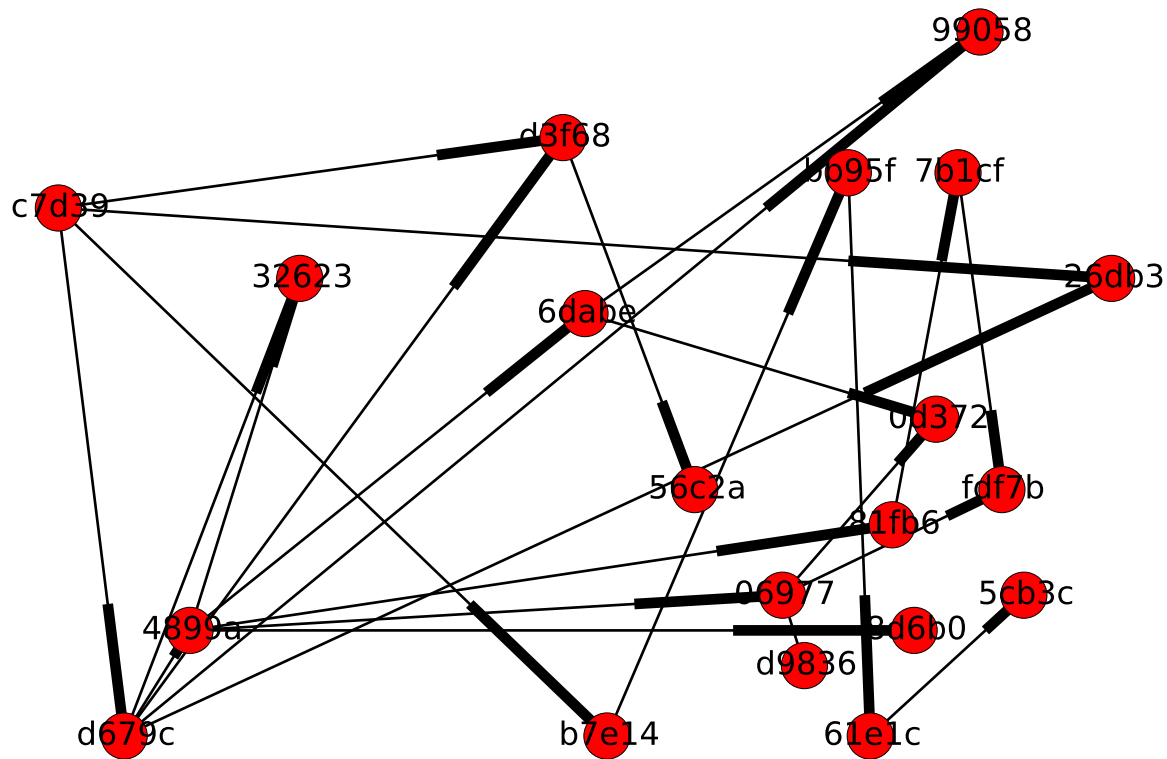 99058
d3f68
bb95f
7b1cf
c7d39
32623
26db3
6dabe
0d372
56c2a
fdf7b
81fb6
06977
5cb3c
4899a
8d6b0
d9836
d679c
b7e14
61e1c